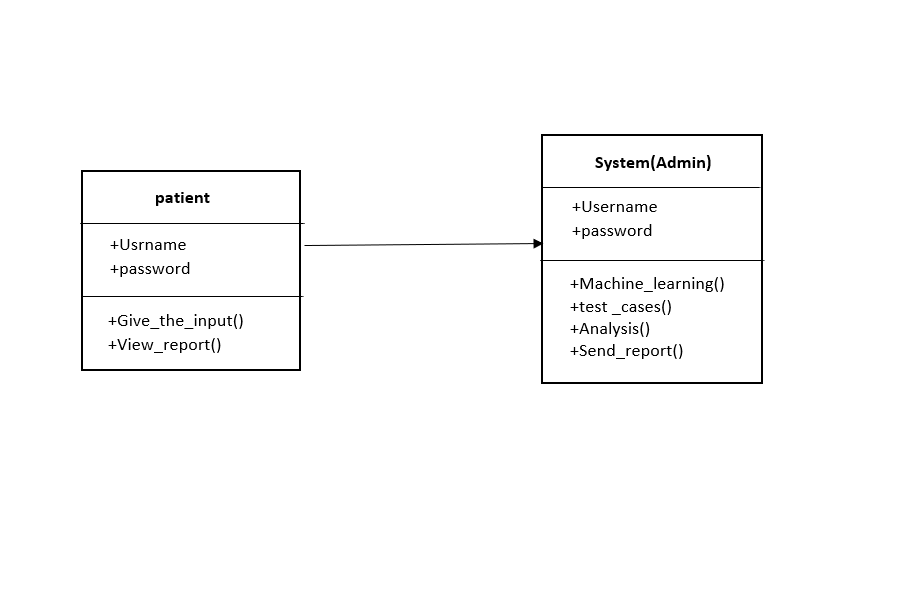 patient
+Usrname
+password
+Give_the_input()
+View_report()
System(Admin)
+Username
+password
+Machine_learning()
+test _cases()
+Analysis()
+Send_report()